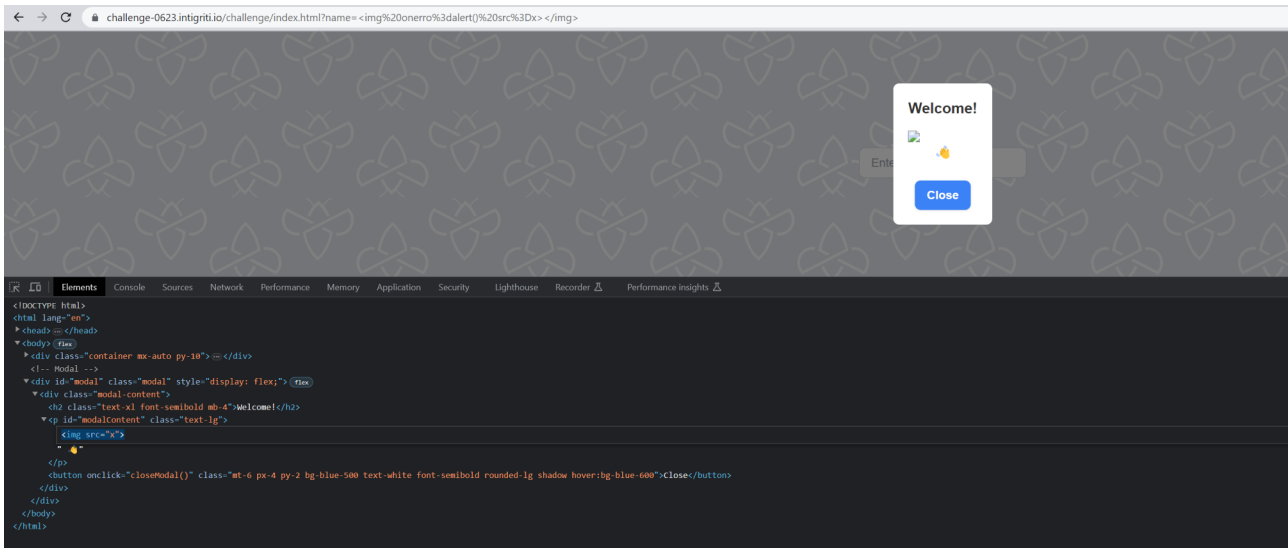 challenge-0623.intigriti.io/challenge/index.html?name=<img%20onerro%3dalert()%20src%3Dx></img>
Welcome!
👋
Ente
Close
Elements Console Sources Network Performance Memory Application Security Lighthouse Recorder Performance insights
<!DOCTYPE html>
<html lang="en">
<head> ... </head>
<body> flex
<div class="container mx-auto py-10"> ... </div>
<!-- Modal -->
<div id="modal" class="modal" style="display: flex;"> flex
<div class="modal-content">
<h2 class="text-xl font-semibold mb-4">Welcome!</h2>
<p id="modalContent" class="text-lg">
<img src="x">
" 👋"
</p>
<button onclick="closeModal()" class="mt-6 px-4 py-2 bg-blue-500 text-white font-semibold rounded-lg shadow hover:bg-blue-600">Close</button>
</div>
</div>
</body>
</html>